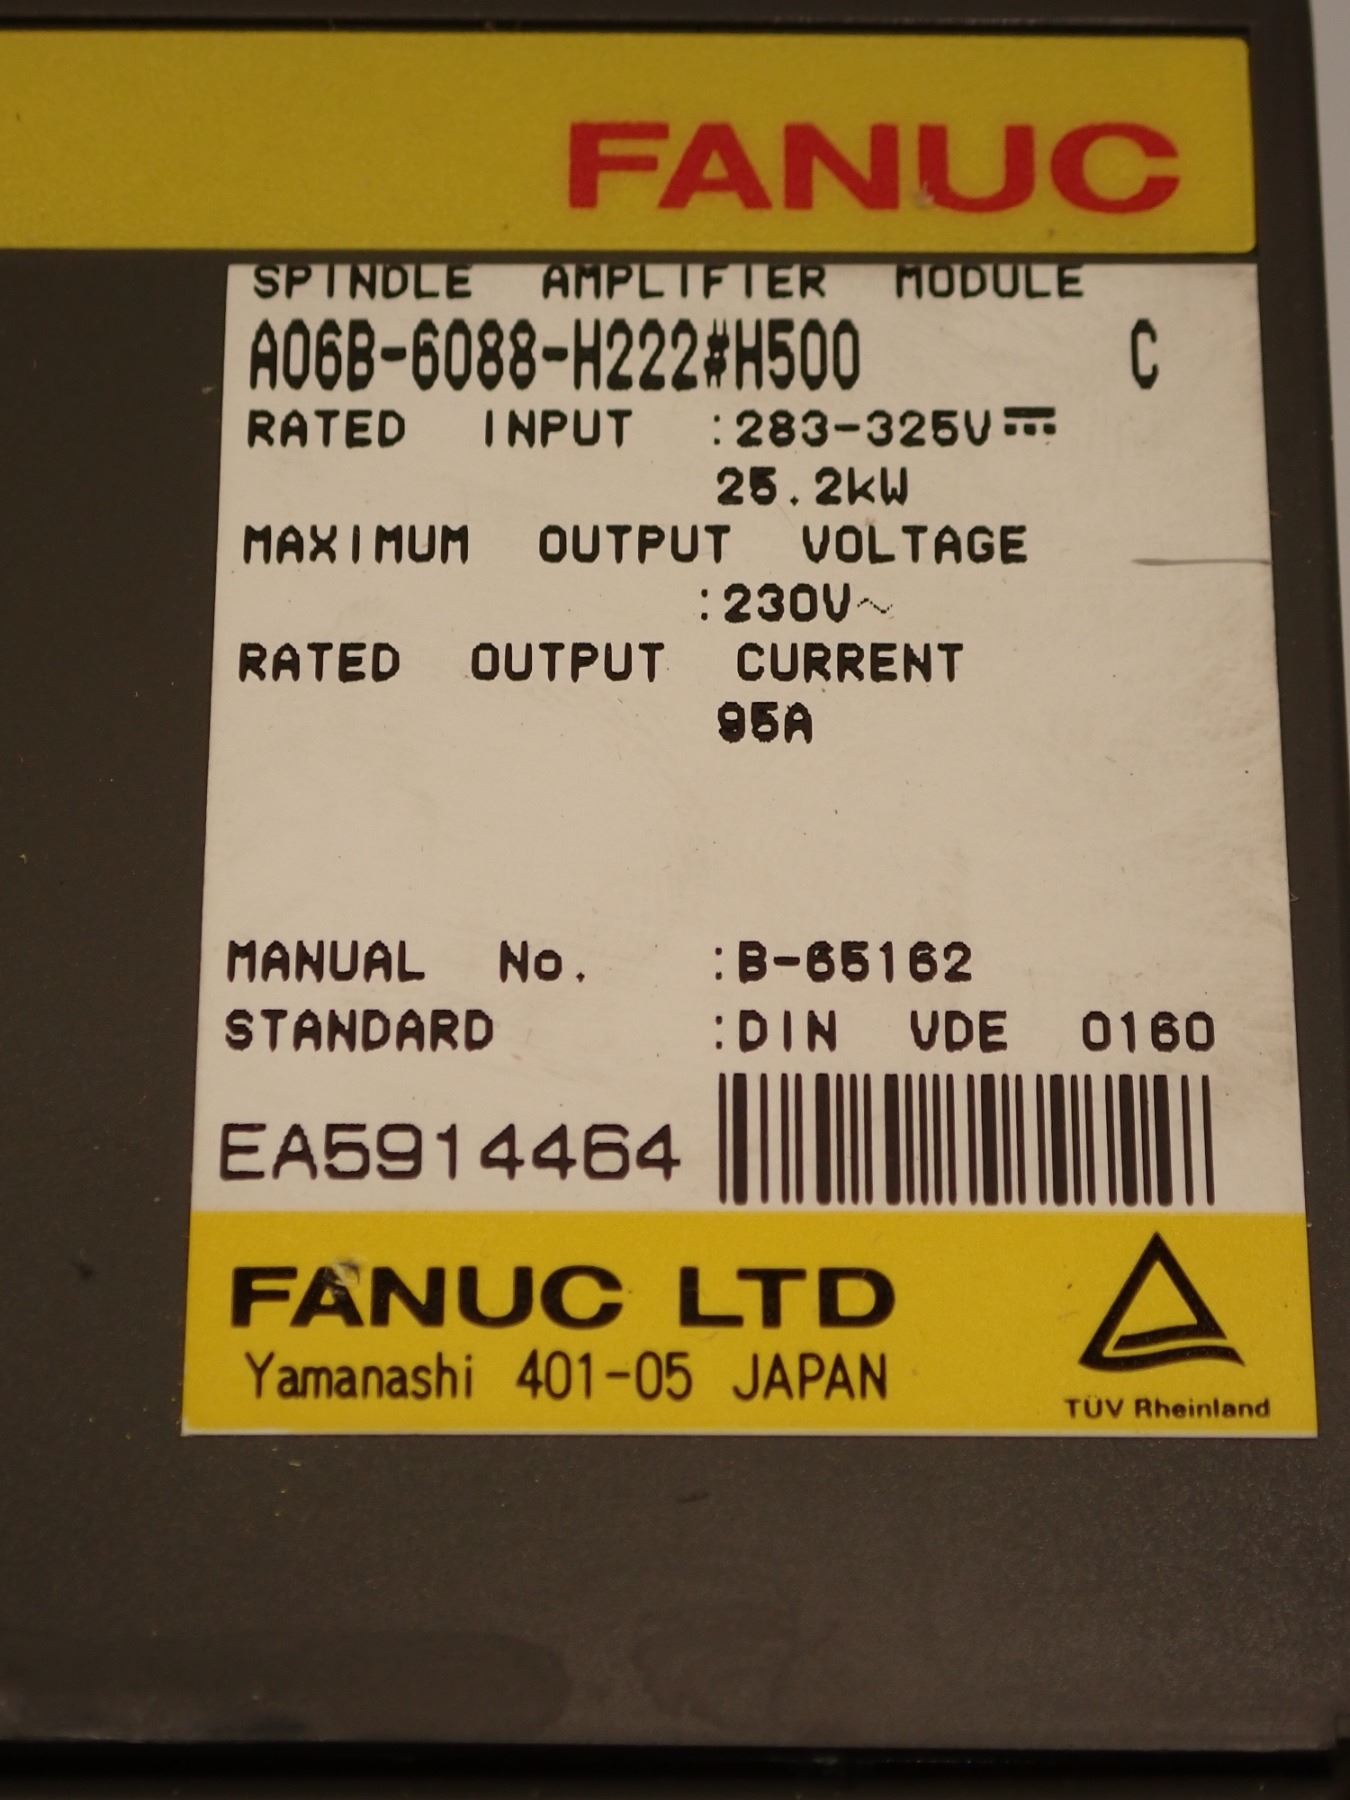 FANUC
SPINDLE AMPLIFIER MODULE
A06B-6088-H222#H500 C
RATED INPUT :283-325V⎓
25.2kW
MAXIMUM OUTPUT VOLTAGE
:230V~
RATED OUTPUT CURRENT
95A
MANUAL No. :B-65162
STANDARD :DIN VDE 0160
EA5914464
FANUC LTD
Yamanashi 401-05 JAPAN
TÜV Rheinland